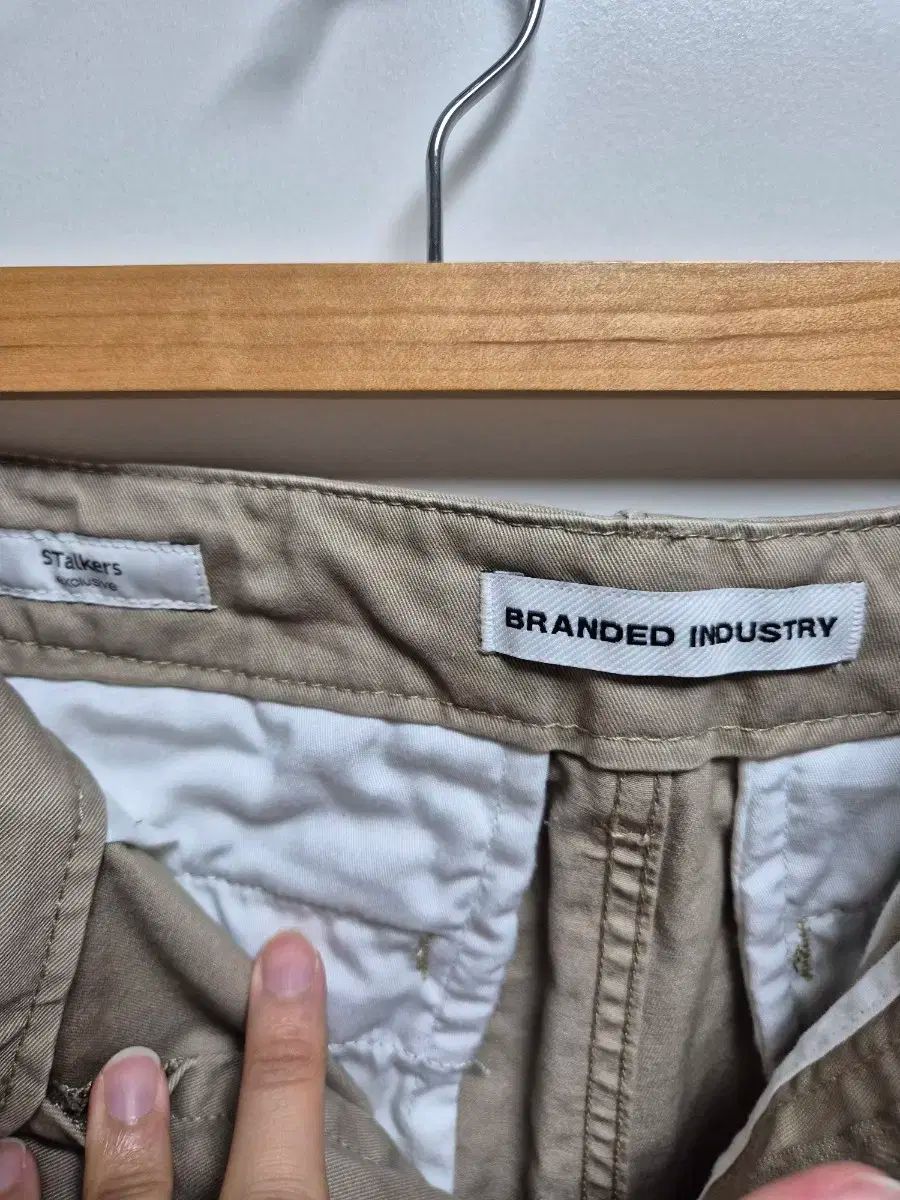 STalkers
exclusive
BRANDED INDUSTRY